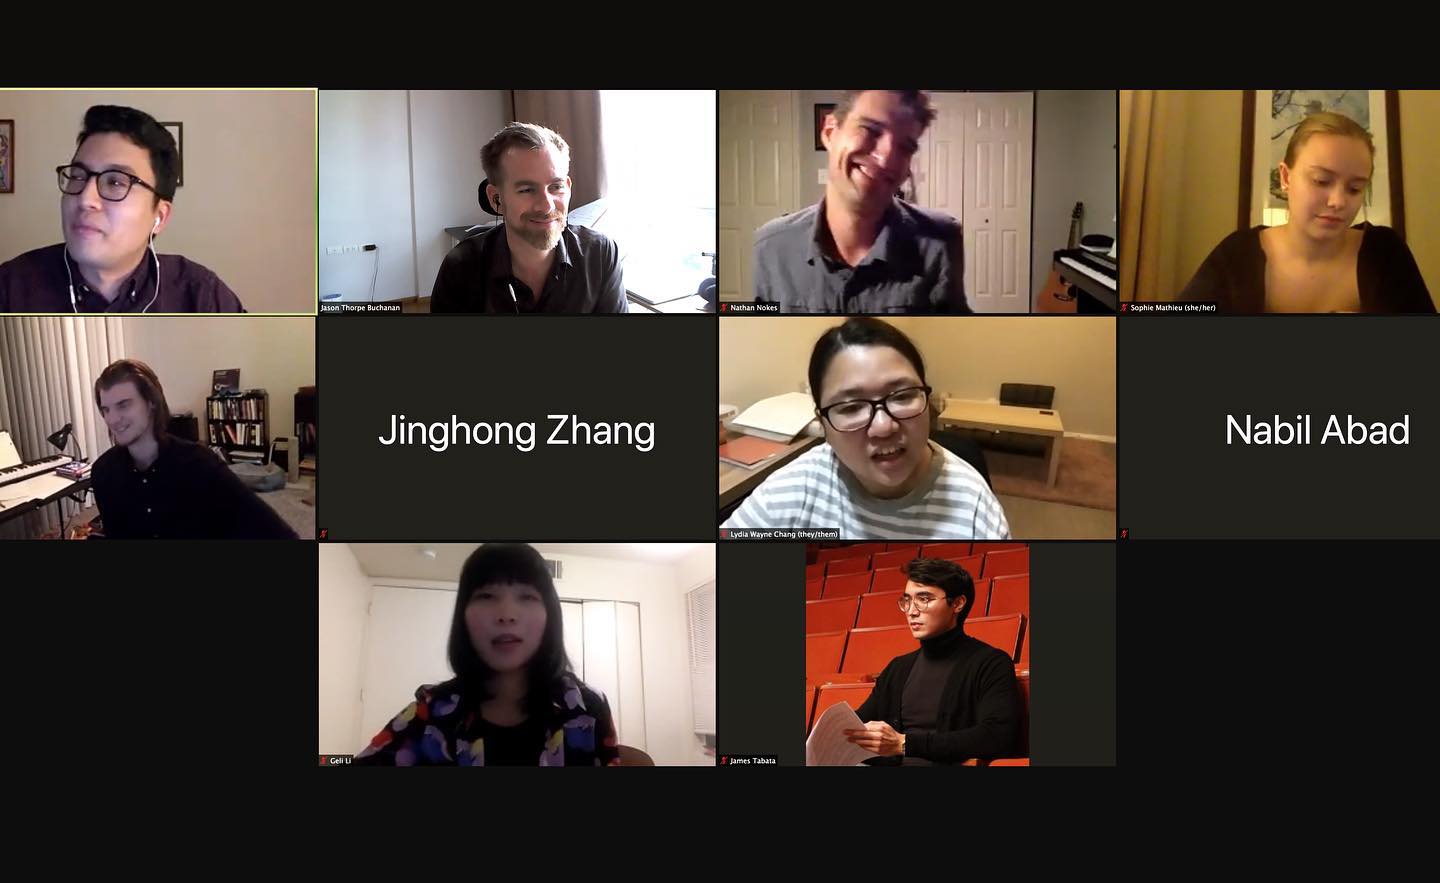 Jason Thorpe Buchanan
Nathan Nokes
Sophie Mathieu (she/her)
Jinghong Zhang
Lydia Wayne Chang (they/them)
Nabil Abad
Geli Li
James Tabata